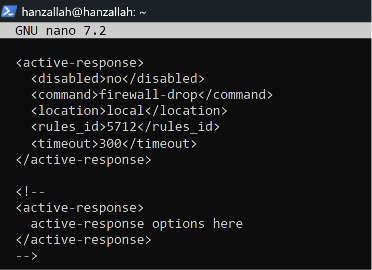 hanzallah@hanzallah: ~
GNU nano 7.2
<active-response>
<disabled>no</disabled>
<command>firewall-drop</command>
<location>local</location>
<rules_id>5712</rules_id>
<timeout>300</timeout>
</active-response>
<!--
<active-response>
active-response options here
</active-response>
-->